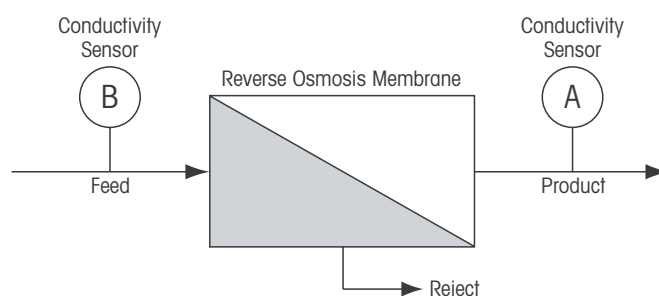 Conductivity
Sensor
B
Reverse Osmosis Membrane
Conductivity
Sensor
A
Feed
Product
Reject